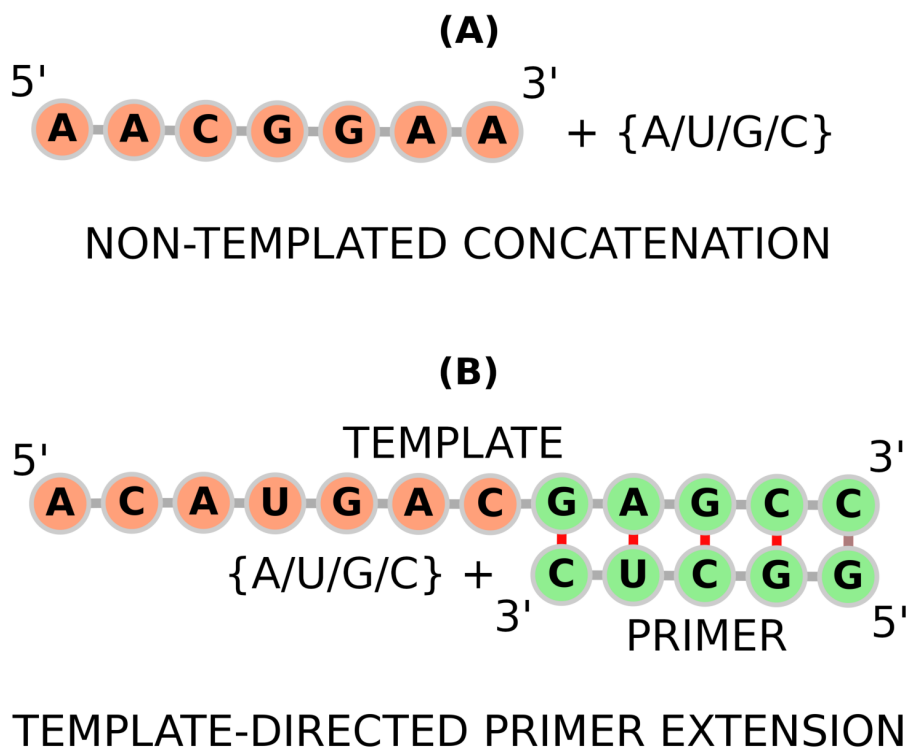 (A)
5' 3'
A A C G G A A + {A/U/G/C}
NON-TEMPLATED CONCATENATION
(B)
TEMPLATE
5' 3'
A C A U G A C G A G C C
{A/U/G/C} + C U C G G
3' 5'
PRIMER
TEMPLATE-DIRECTED PRIMER EXTENSION